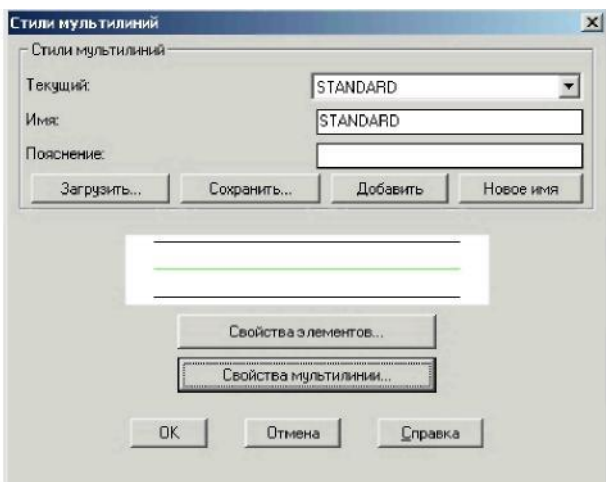 Стили мультилиний
Стили мультилиний
Текущий: STANDARD
Имя: STANDARD
Пояснение:
Загрузить... Сохранить... Добавить Новое имя
Свойства элементов...
Свойства мультилинии...
OK Отмена Справка